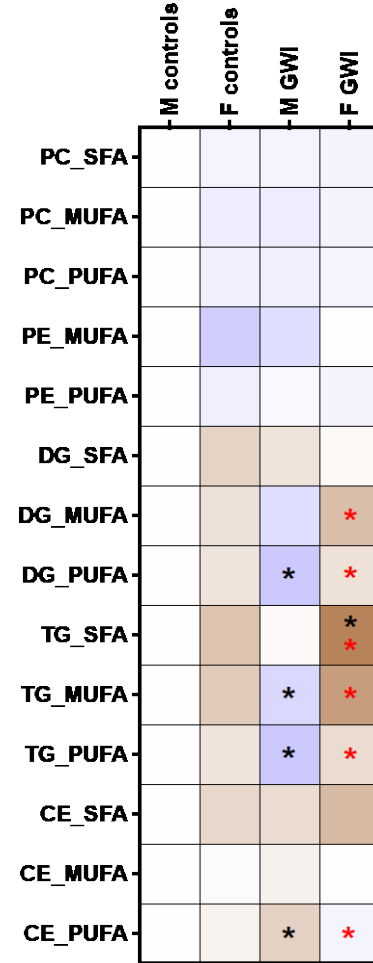 M controls
F controls
M GWI
F GWI
PC_SFA
PC_MUFA
PC_PUFA
PE_MUFA
PE_PUFA
DG_SFA
DG_MUFA *
DG_PUFA * *
TG_SFA * *
TG_MUFA * *
TG_PUFA * *
CE_SFA
CE_MUFA
CE_PUFA * *